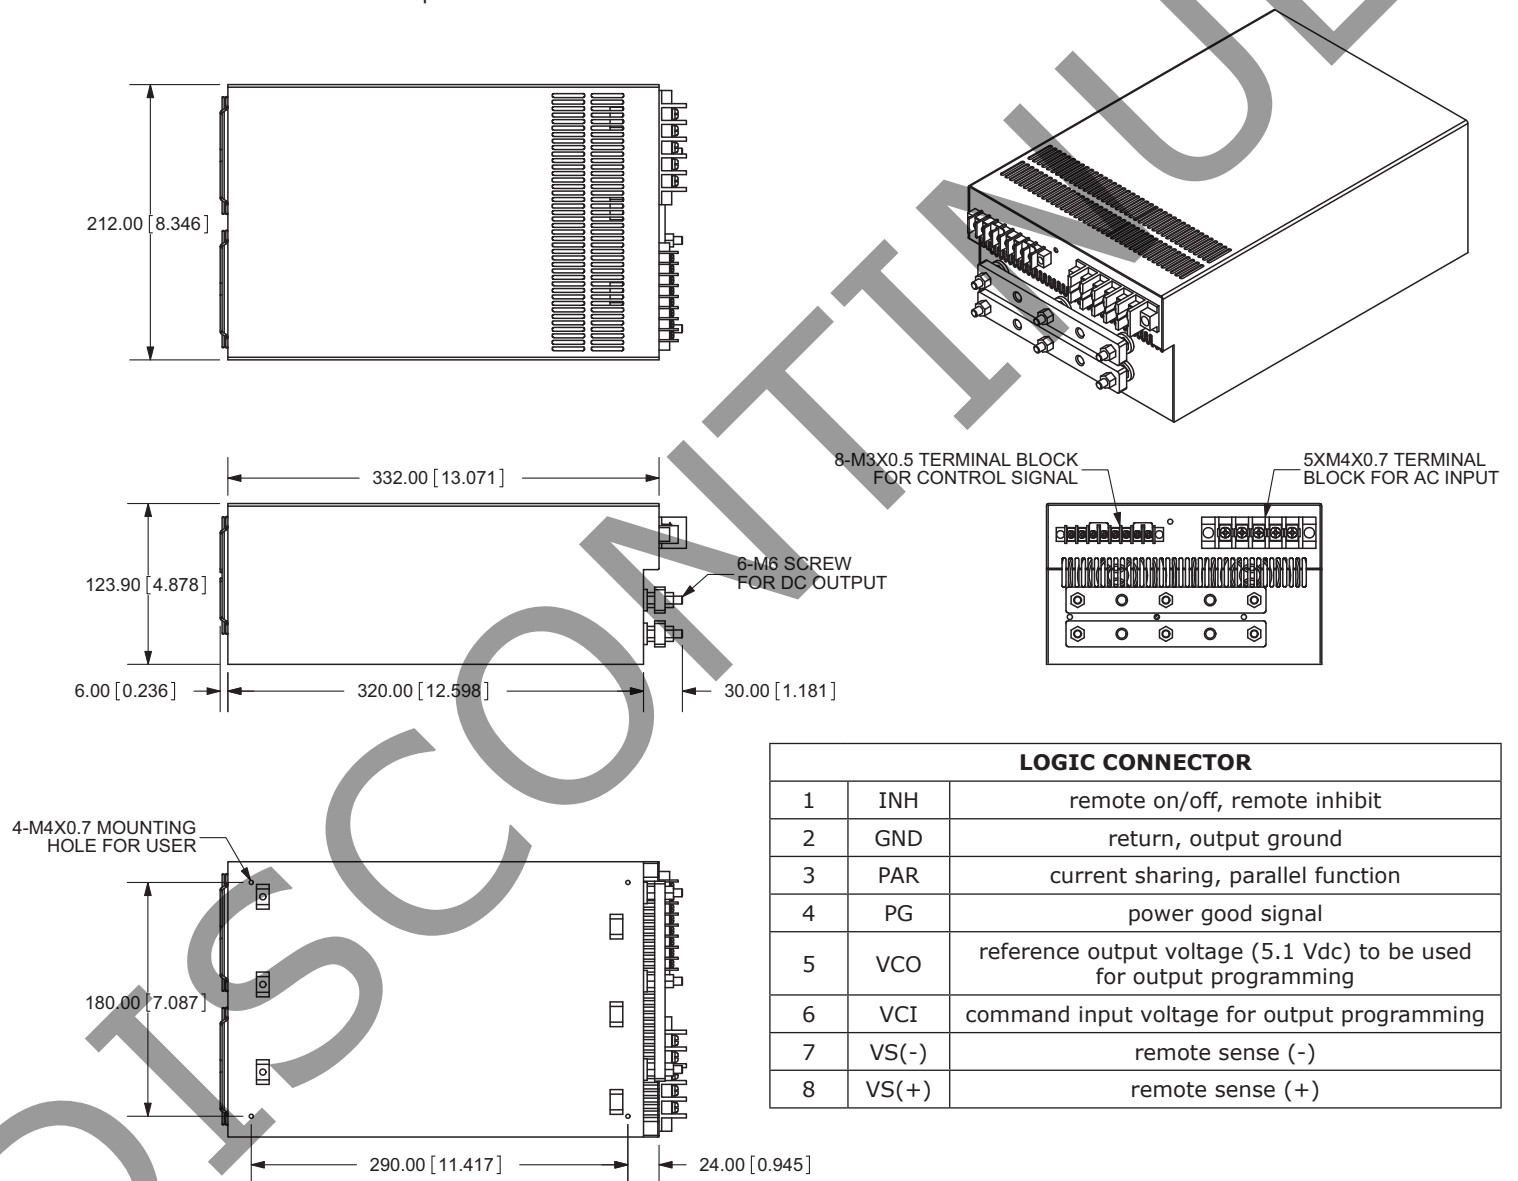 212.00 [8.346]
332.00 [13.071]
8-M3X0.5 TERMINAL BLOCK
FOR CONTROL SIGNAL
5XM4X0.7 TERMINAL
BLOCK FOR AC INPUT
123.90 [4.878]
6-M6 SCREW
FOR DC OUTPUT
6.00 [0.236]
320.00 [12.598]
30.00 [1.181]
LOGIC CONNECTOR
1 INH remote on/off, remote inhibit
2 GND return, output ground
3 PAR current sharing, parallel function
4 PG power good signal
5 VCO reference output voltage (5.1 Vdc) to be used
for output programming
6 VCI command input voltage for output programming
7 VS(-) remote sense (-)
8 VS(+) remote sense (+)
4-M4X0.7 MOUNTING
HOLE FOR USER
180.00 [7.087]
290.00 [11.417]
24.00 [0.945]
DISCONTINUE